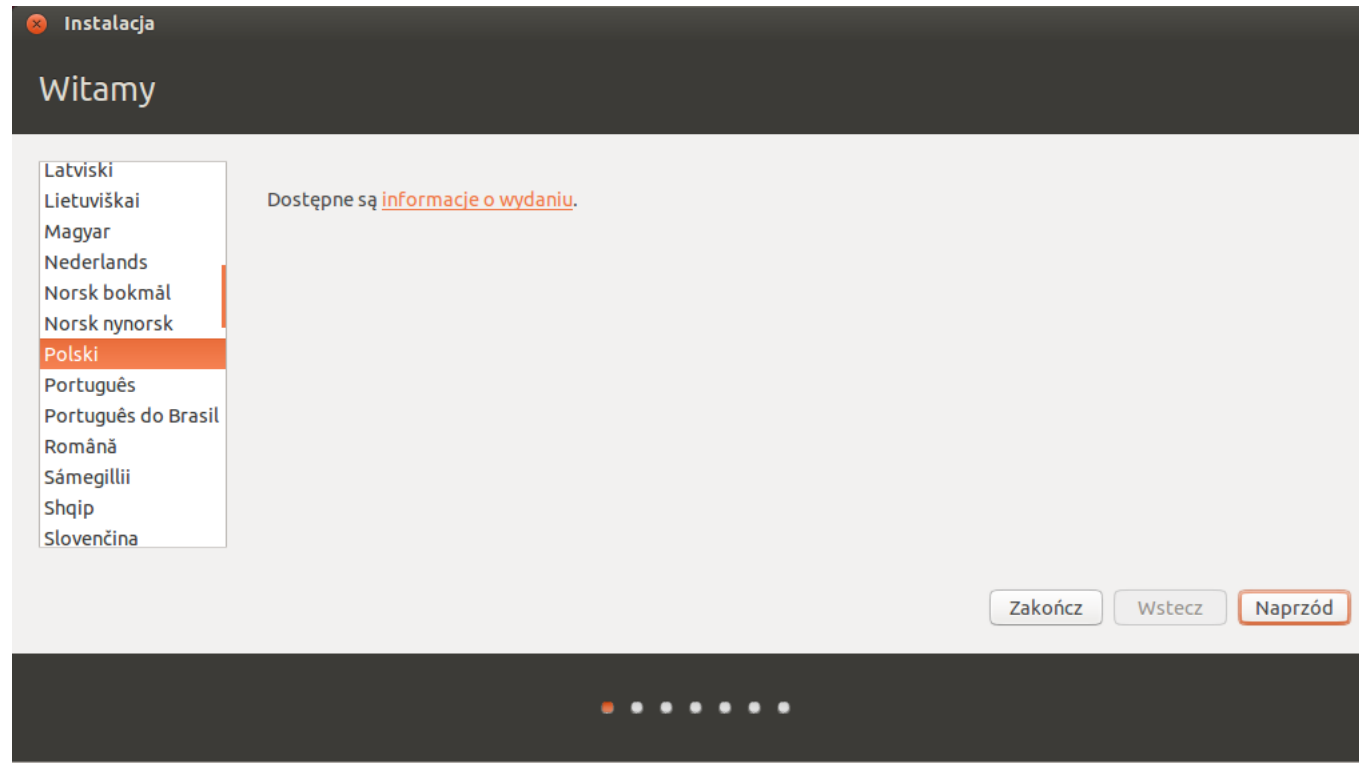 Instalacja
Witamy
Latviski
Lietuviškai
Magyar
Nederlands
Norsk bokmål
Norsk nynorsk
Polski
Português
Português do Brasil
Română
Sámegillii
Shqip
Slovenčina
Dostępne są informacje o wydaniu.
Zakończ Wstecz Naprzód